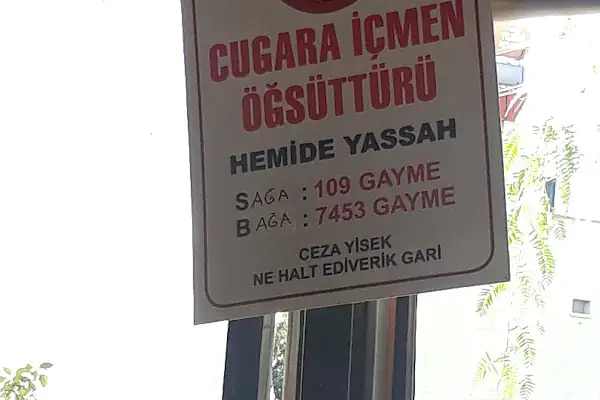 CUGARA İÇMEN
ÖĞSÜTTÜRÜ
HEMİDE YASSAH
SAĞA : 109 GAYME
BAĞA : 7453 GAYME
CEZA YİSEK
NE HALT EDİVERİK GARİ